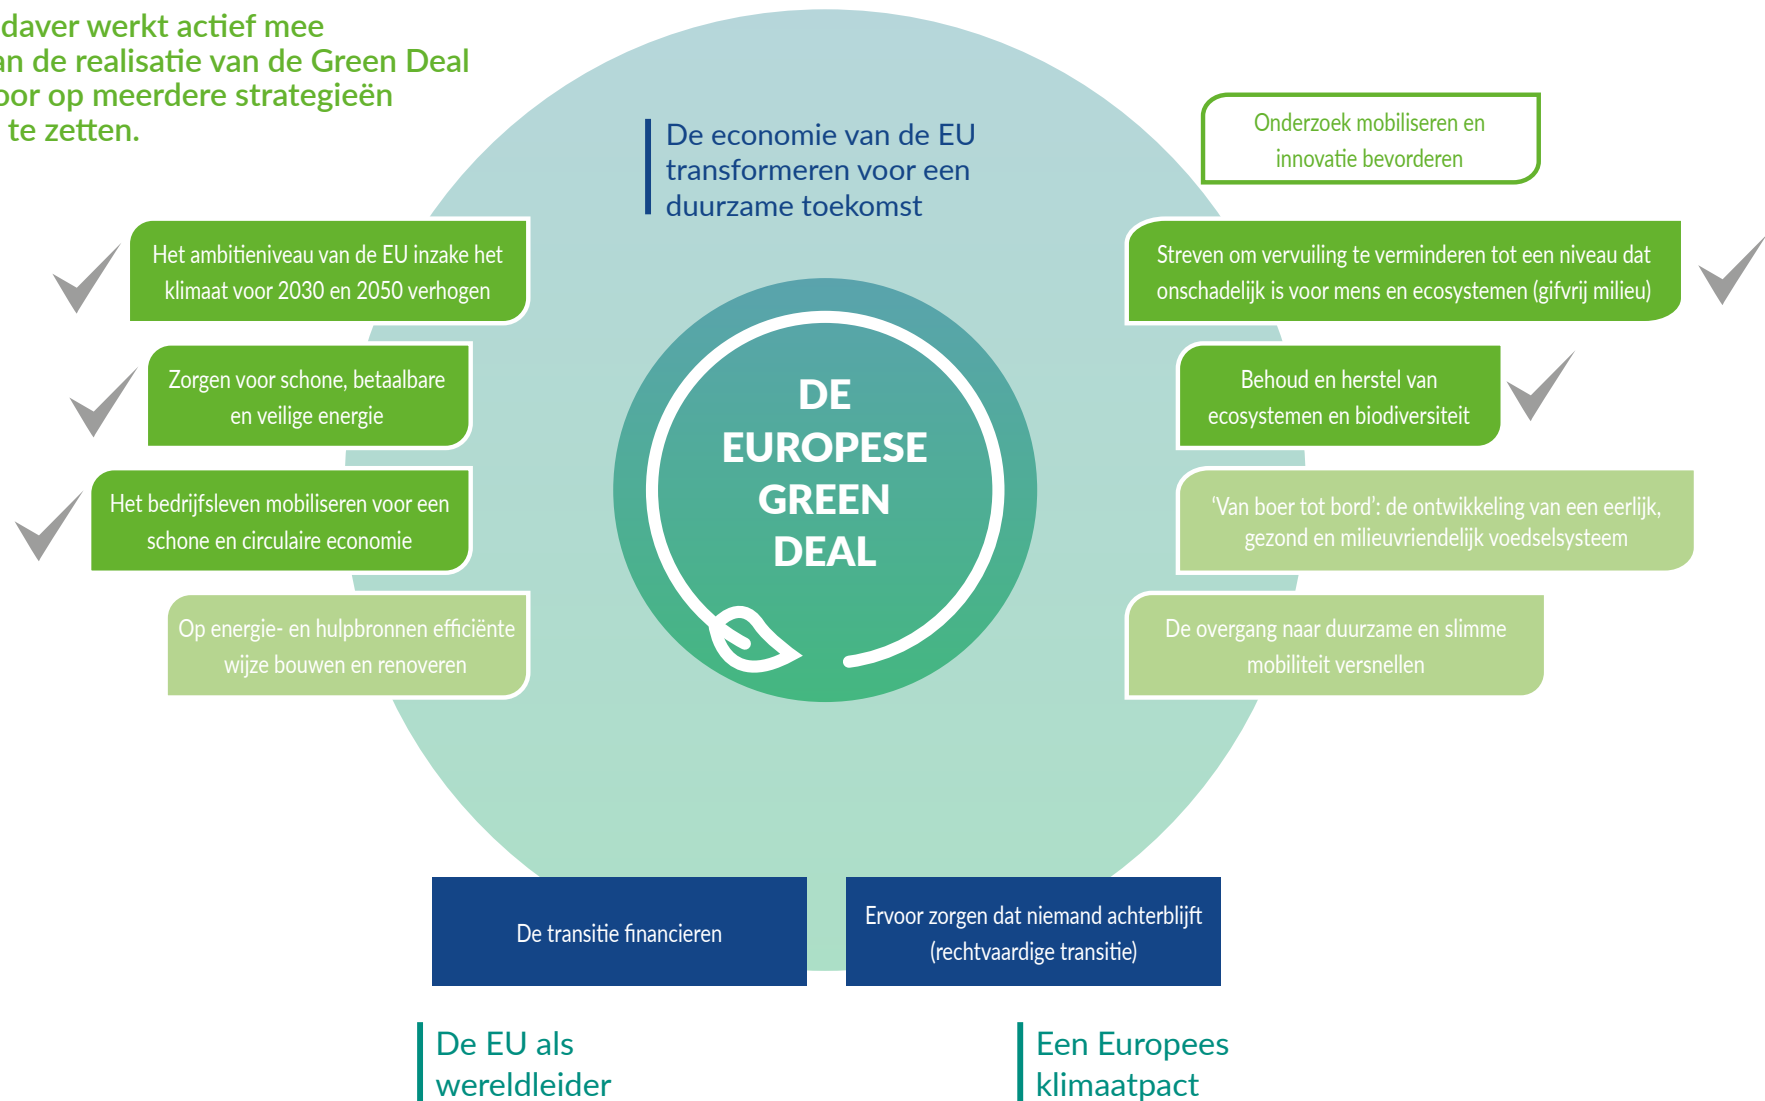 daver werkt actief mee
an de realisatie van de Green Deal
oor op meerdere strategieën
te zetten.
De economie van de EU
transformeren voor een
duurzame toekomst
Onderzoek mobiliseren en
innovatie bevorderen
Het ambitieniveau van de EU inzake het
klimaat voor 2030 en 2050 verhogen
Zorgen voor schone, betaalbare
en veilige energie
Het bedrijfsleven mobiliseren voor een
schone en circulaire economie
Op energie- en hulpbronnen efficiënte
wijze bouwen en renoveren
DE
EUROPESE
GREEN
DEAL
Streven om vervuiling te verminderen tot een niveau dat
onschadelijk is voor mens en ecosystemen (gifvrij milieu)
Behoud en herstel van
ecosystemen en biodiversiteit
‘Van boer tot bord’: de ontwikkeling van een eerlijk,
gezond en milieuvriendelijk voedselsysteem
De overgang naar duurzame en slimme
mobiliteit versnellen
De transitie financieren
Ervoor zorgen dat niemand achterblijft
(rechtvaardige transitie)
De EU als
wereldleider
Een Europees
klimaatpact